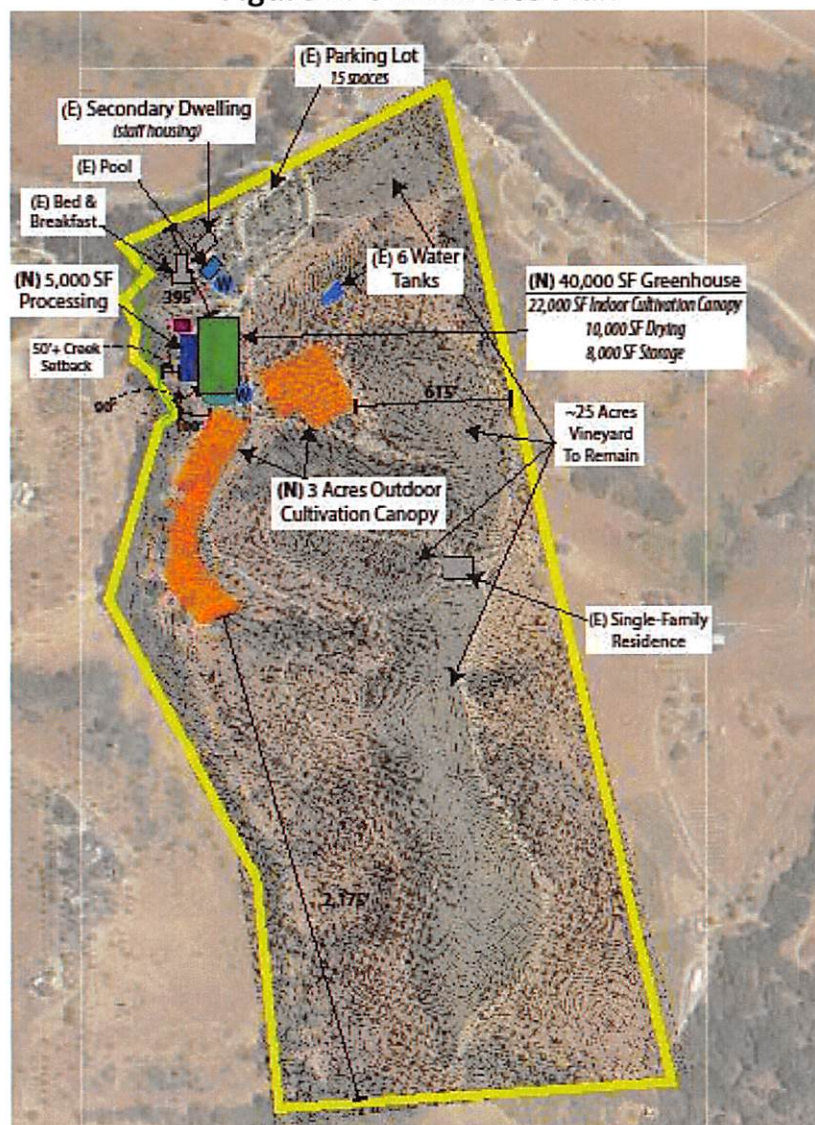 (E) Parking Lot
15 spaces
(E) Secondary Dwelling
(staff housing)
(E) Pool
(E) Bed &
Breakfast
(E) 6 Water
Tanks
(N) 5,000 SF
Processing
395'
(N) 40,000 SF Greenhouse
22,000 SF Indoor Cultivation Canopy
10,000 SF Drying
8,000 SF Storage
50'+ Creek
Setback
W
W
90'
615'
~25 Acres
Vineyard
To Remain
(N) 3 Acres Outdoor
Cultivation Canopy
(E) Single-Family
Residence
2,175'